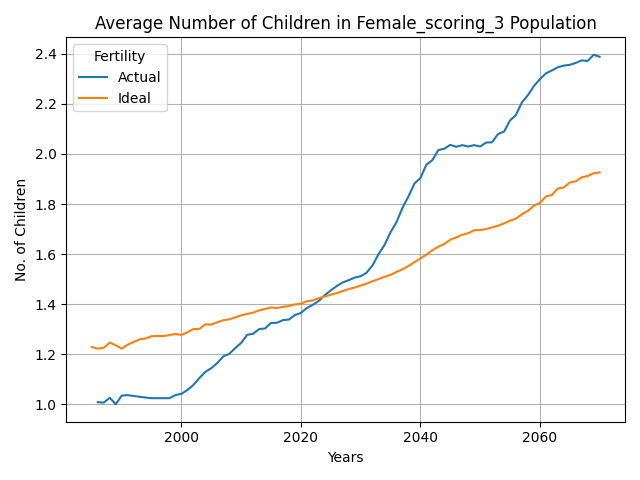 Average Number of Children in Female_scoring_3 Population
Fertility
Actual
Ideal
No. of Children
2.4
2.2
2.0
1.8
1.6
1.4
1.2
1.0
2000
2020
2040
2060
Years